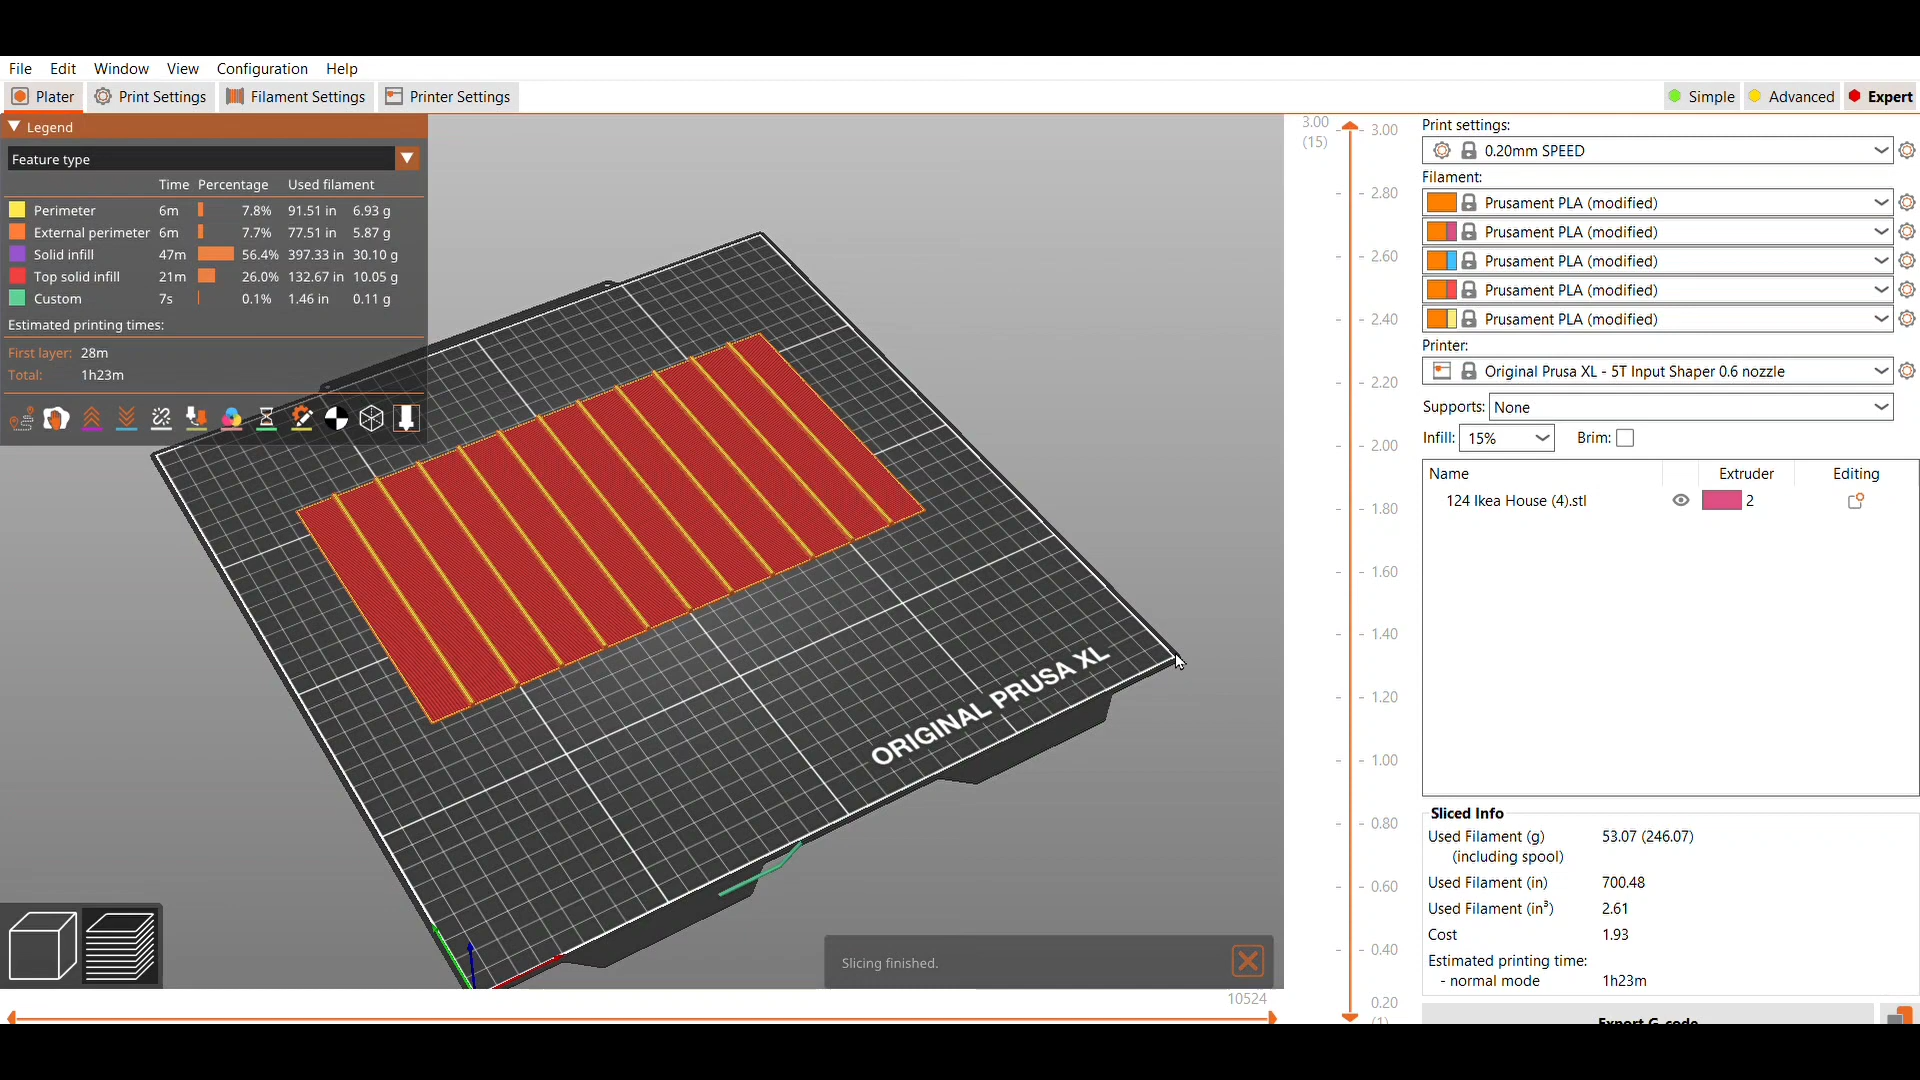 File Edit Window View Configuration Help
Plater Print Settings Filament Settings Printer Settings Simple Advanced Expert
Legend
Feature type
Time Percentage Used filament
Perimeter 6m 7.8% 91.51 in 6.93 g
External perimeter 6m 7.7% 77.51 in 5.87 g
Solid infill 47m 56.4% 397.33 in 30.10 g
Top solid infill 21m 26.0% 132.67 in 10.05 g
Custom 7s 0.1% 1.46 in 0.11 g
Estimated printing times:
First layer: 28m
Total: 1h23m
ORIGINAL PRUSA XL
Slicing finished.
10524
3.00
(15)
3.00
2.80
2.60
2.40
2.20
2.00
1.80
1.60
1.40
1.20
1.00
0.80
0.60
0.40
0.20
(1)
Print settings:
0.20mm SPEED
Filament:
Prusament PLA (modified)
Prusament PLA (modified)
Prusament PLA (modified)
Prusament PLA (modified)
Prusament PLA (modified)
Printer:
Original Prusa XL - 5T Input Shaper 0.6 nozzle
Supports: None
Infill: 15% Brim:
Name Extruder Editing
124 Ikea House (4).stl 2
Sliced Info
Used Filament (g) 53.07 (246.07)
(including spool)
Used Filament (in) 700.48
Used Filament (in³) 2.61
Cost 1.93
Estimated printing time:
- normal mode 1h23m
Export G-code